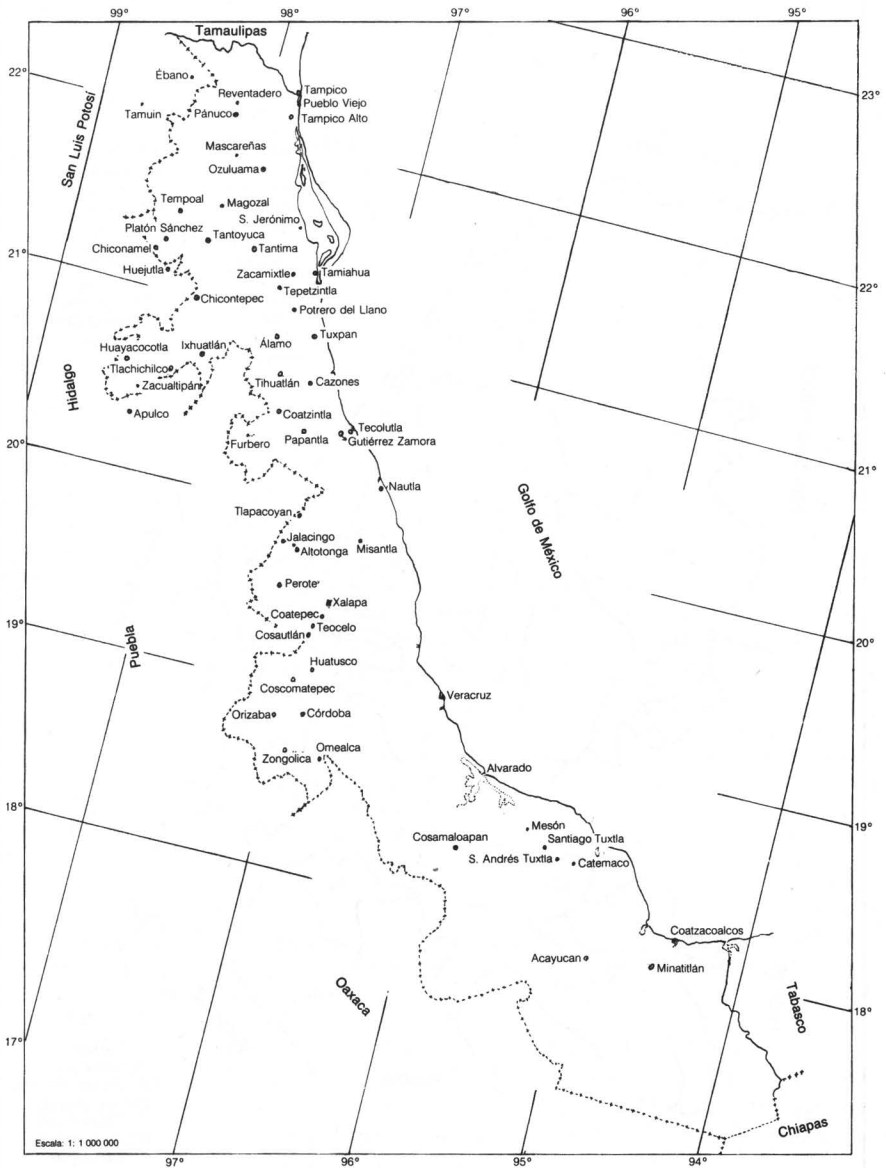 99°
98°
97°
96°
95°
Tamaulipas
22°
Ébano
Reventadero
Tampico
Pueblo Viejo
23°
Tamuin
Pánuco
Tampico Alto
San Luis Potosí
Mascareñas
Ozuluama
Tempoal
Magozal
S. Jerónimo
Platón Sánchez
Tantoyuca
Tantima
21°
Chiconamel
Huejutla
Zacamixtle
Tamiahua
22°
Chicontepec
Tepetzintla
Potrero del Llano
Huayacocotla
Ixhuatlán
Álamo
Tuxpan
Tlachichilco
Zacualtipán
Tihuatlán
Cazones
Hidalgo
Apulco
Coatzintla
20°
Furbero
Papantla
Tecolutla
Gutiérrez Zamora
21°
Nautla
Golfo de México
Tlapacoyan
Jalacingo
Altotonga
Misantla
Perote
Xalapa
19°
Coatepec
Teocelo
Cosautlán
20°
Puebla
Huatusco
Coscomatepec
Veracruz
Orizaba
Córdoba
Omealca
Zongolica
Alvarado
18°
Mesón
19°
Cosamaloapan
Santiago Tuxtla
S. Andrés Tuxtla
Catemaco
Coatzacoalcos
Acayucan
Minatitlán
Oaxaca
Tabasco
18°
17°
Chiapas
Escala: 1: 1 000 000
97°
96°
95°
94°